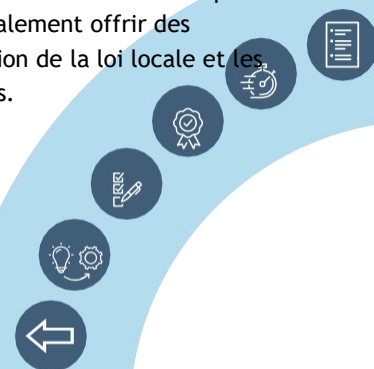 alement offrir des
ion de la loi locale et les
s.